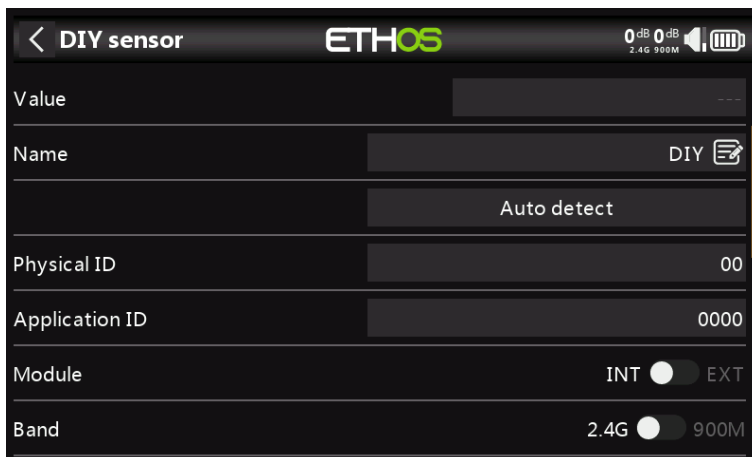 DIY sensor ETHOS 0dB 0dB
2.4G 900M
Value ---
Name DIY
Auto detect
Physical ID 00
Application ID 0000
Module INT EXT
Band 2.4G 900M